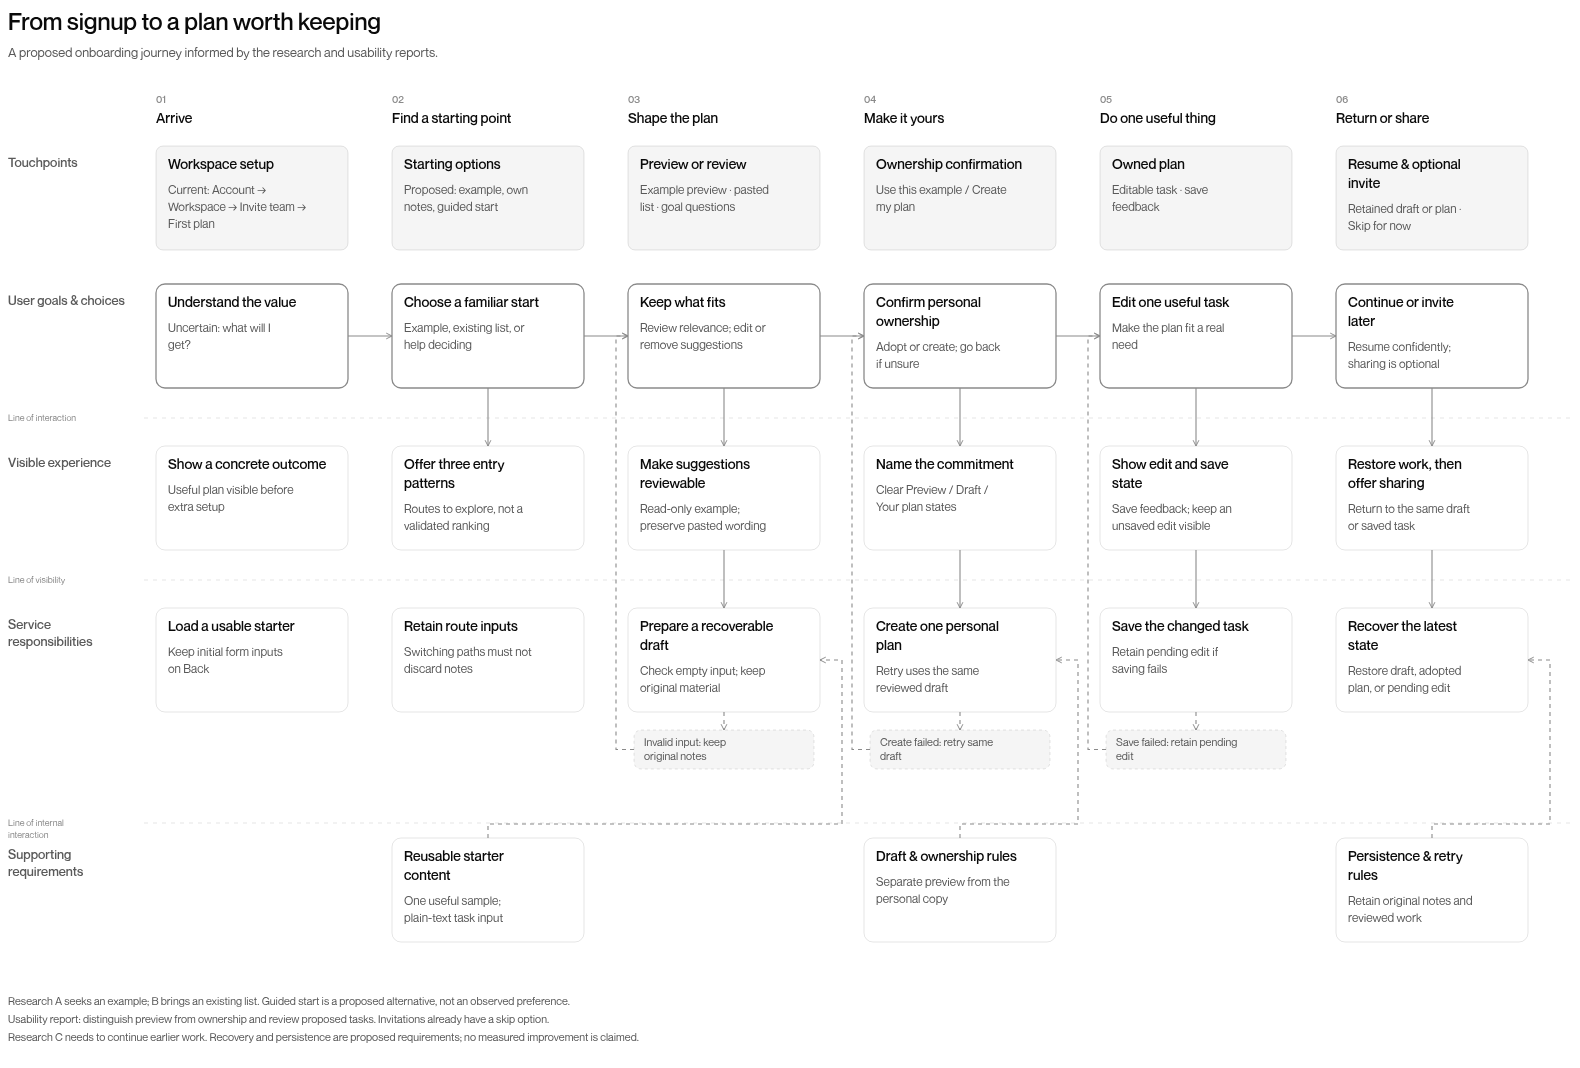 From signup to a plan worth keeping
A proposed onboarding journey informed by the research and usability reports.
01
Arrive
02
Find a starting point
03
Shape the plan
04
Make it yours
05
Do one useful thing
06
Return or share
Touchpoints
Workspace setup
Current: Account →
Workspace → Invite team →
First plan
Starting options
Proposed: example, own
notes, guided start
Preview or review
Example preview · pasted
list · goal questions
Ownership confirmation
Use this example / Create
my plan
Owned plan
Editable task · save
feedback
Resume & optional
invite
Retained draft or plan ·
Skip for now
User goals & choices
Understand the value
Uncertain: what will I
get?
Choose a familiar start
Example, existing list, or
help deciding
Keep what fits
Review relevance; edit or
remove suggestions
Confirm personal
ownership
Adopt or create; go back
if unsure
Edit one useful task
Make the plan fit a real
need
Continue or invite
later
Resume confidently;
sharing is optional
Line of interaction
Visible experience
Show a concrete outcome
Useful plan visible before
extra setup
Offer three entry
patterns
Routes to explore, not a
validated ranking
Make suggestions
reviewable
Read-only example;
preserve pasted wording
Name the commitment
Clear Preview / Draft /
Your plan states
Show edit and save
state
Save feedback; keep an
unsaved edit visible
Restore work, then
offer sharing
Return to the same draft
or saved task
Line of visibility
Service
responsibilities
Load a usable starter
Keep initial form inputs
on Back
Retain route inputs
Switching paths must not
discard notes
Prepare a recoverable
draft
Check empty input; keep
original material
Create one personal
plan
Retry uses the same
reviewed draft
Save the changed task
Retain pending edit if
saving fails
Recover the latest
state
Restore draft, adopted
plan, or pending edit
Invalid input: keep
original notes
Create failed: retry same
draft
Save failed: retain pending
edit
Line of internal
interaction
Supporting
requirements
Reusable starter
content
One useful sample;
plain-text task input
Draft & ownership rules
Separate preview from the
personal copy
Persistence & retry
rules
Retain original notes and
reviewed work
Research A seeks an example; B brings an existing list. Guided start is a proposed alternative, not an observed preference.
Usability report: distinguish preview from ownership and review proposed tasks. Invitations already have a skip option.
Research C needs to continue earlier work. Recovery and persistence are proposed requirements; no measured improvement is claimed.